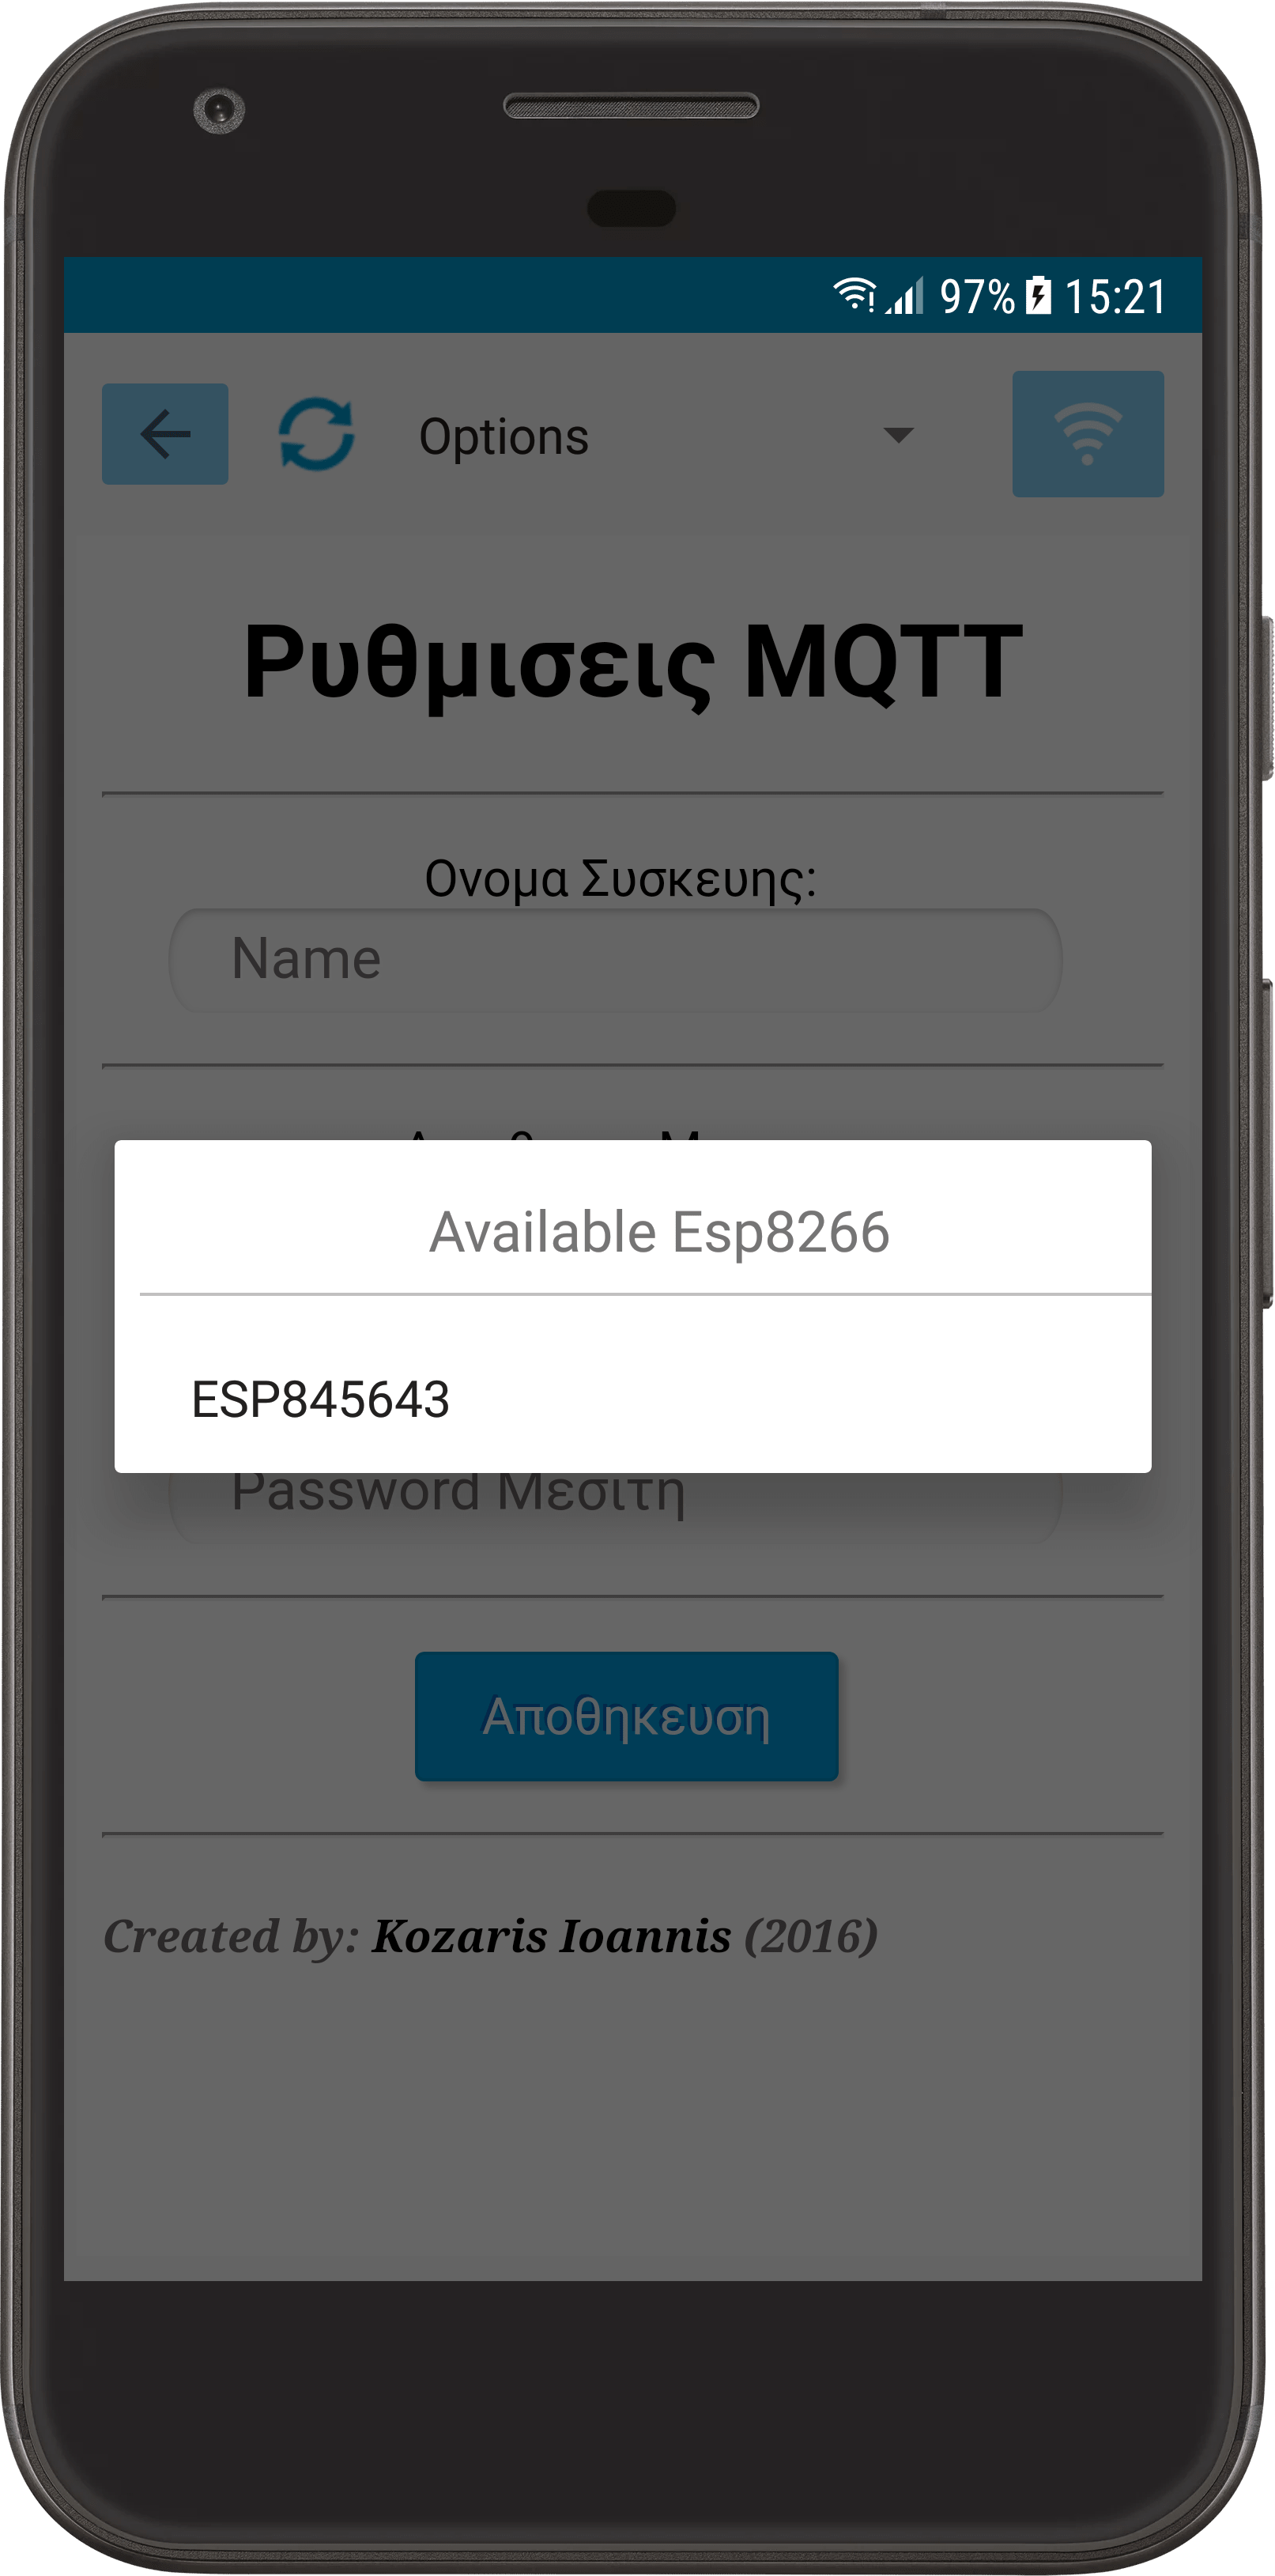 97% 15:21
Options
Ρυθμισεις MQTT
Ονομα Συσκευης:
Name
Available Esp8266
ESP845643
Password Μεσιτη
Αποθηκευση
Created by: Kozaris Ioannis (2016)